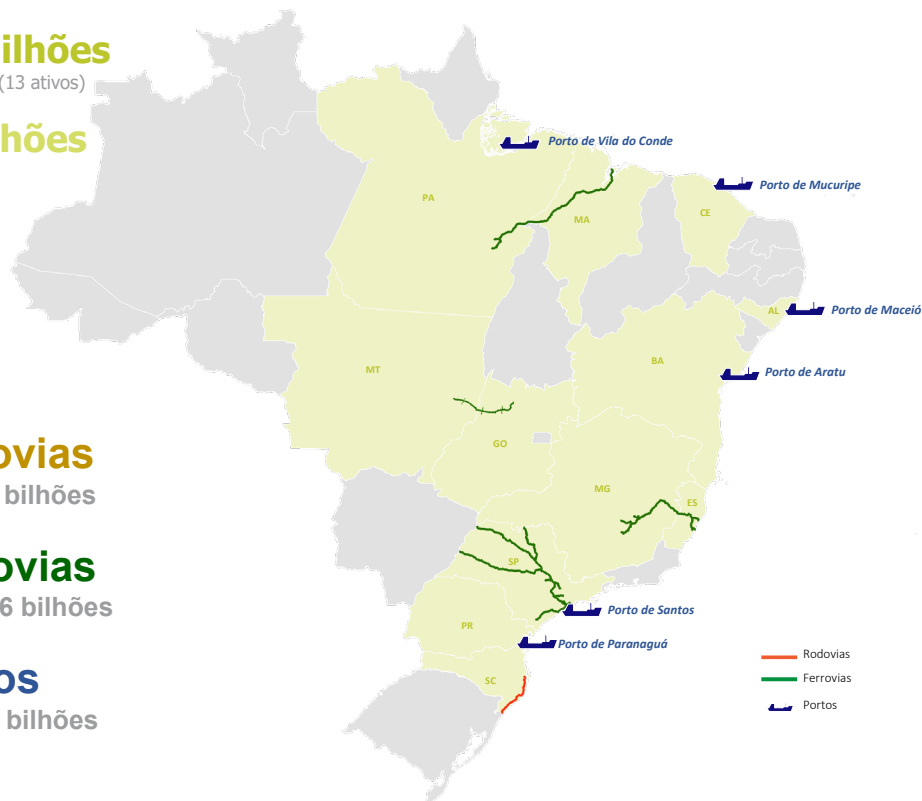 ilhões
(13 ativos)
hões
Porto de Vila do Conde
Porto de Mucuripe
PA
MA
CE
AL
Porto de Maceió
BA
Porto de Aratu
MT
GO
ovias
bilhões
MG
ES
ovias
6 bilhões
SP
Porto de Santos
PR
Porto de Paranaguá
os
bilhões
SC
Rodovias
Ferrovias
Portos